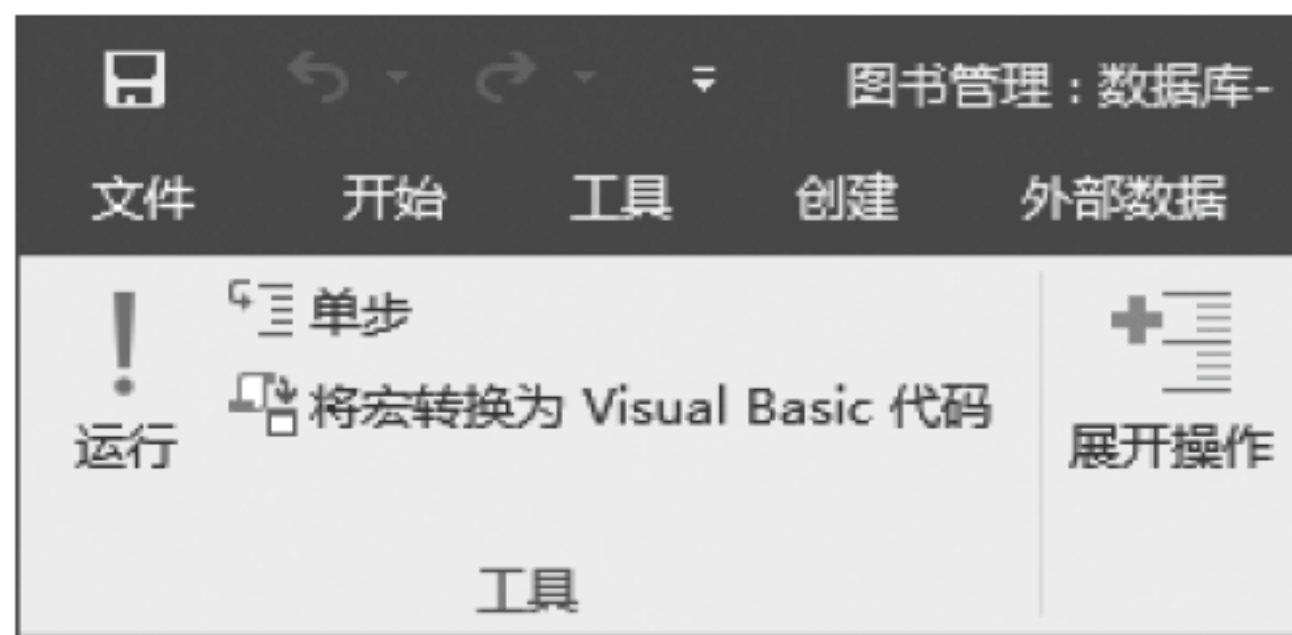 图书管理：数据库-
文件 开始 工具 创建 外部数据
单步
将宏转换为 Visual Basic 代码
运行
展开操作
工具